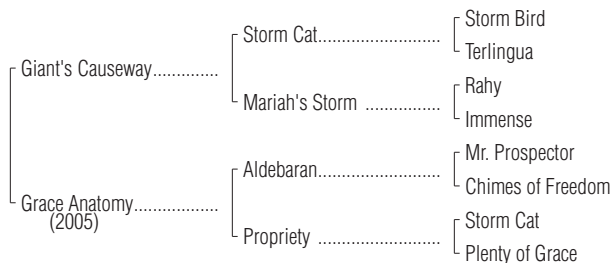 Storm Bird
Storm Cat..........................
Terlingua
Giant's Causeway..............
Rahy
Mariah's Storm ................
Immense
Mr. Prospector
Aldebaran..........................
Chimes of Freedom
Grace Anatomy..................
(2005)
Storm Cat
Propriety ..........................
Plenty of Grace